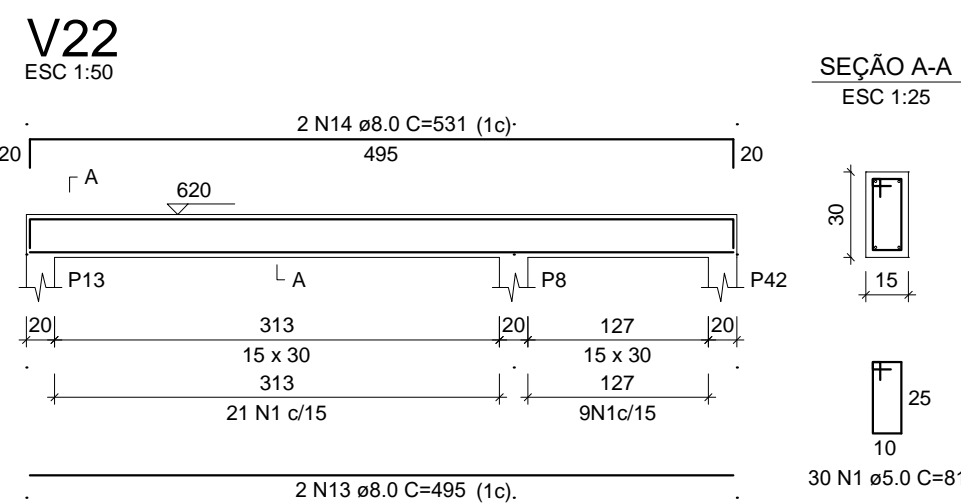 V22
ESC 1:50
SEÇÃO A-A
ESC 1:25
2 N14 ø8.0 C=531 (1c)
20
495
20
A
620
30
A
P13
P8
P42
15
20
313
20
127
20
15 x 30
15 x 30
313
127
21 N1 c/15
9N1c/15
25
10
30 N1 ø5.0 C=81
2 N13 ø8.0 C=495 (1c)